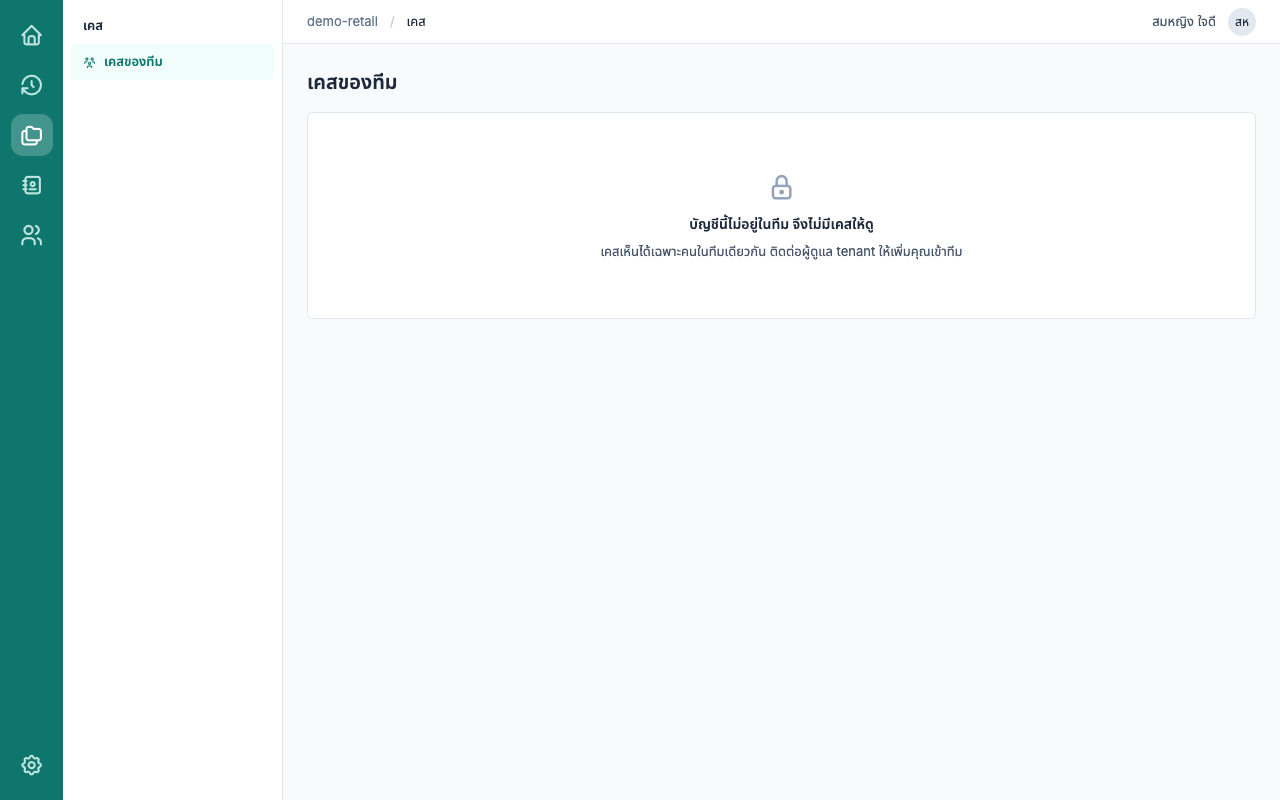 เคส
เคสของทีม
demo-retail / เคส
สมหญิง ใจดี สห
เคสของทีม
บัญชีนี้ไม่อยู่ในทีม จึงไม่มีเคสให้ดู
เคสเห็นได้เฉพาะคนในทีมเดียวกัน ติดต่อผู้ดูแล tenant ให้เพิ่มคุณเข้าทีม